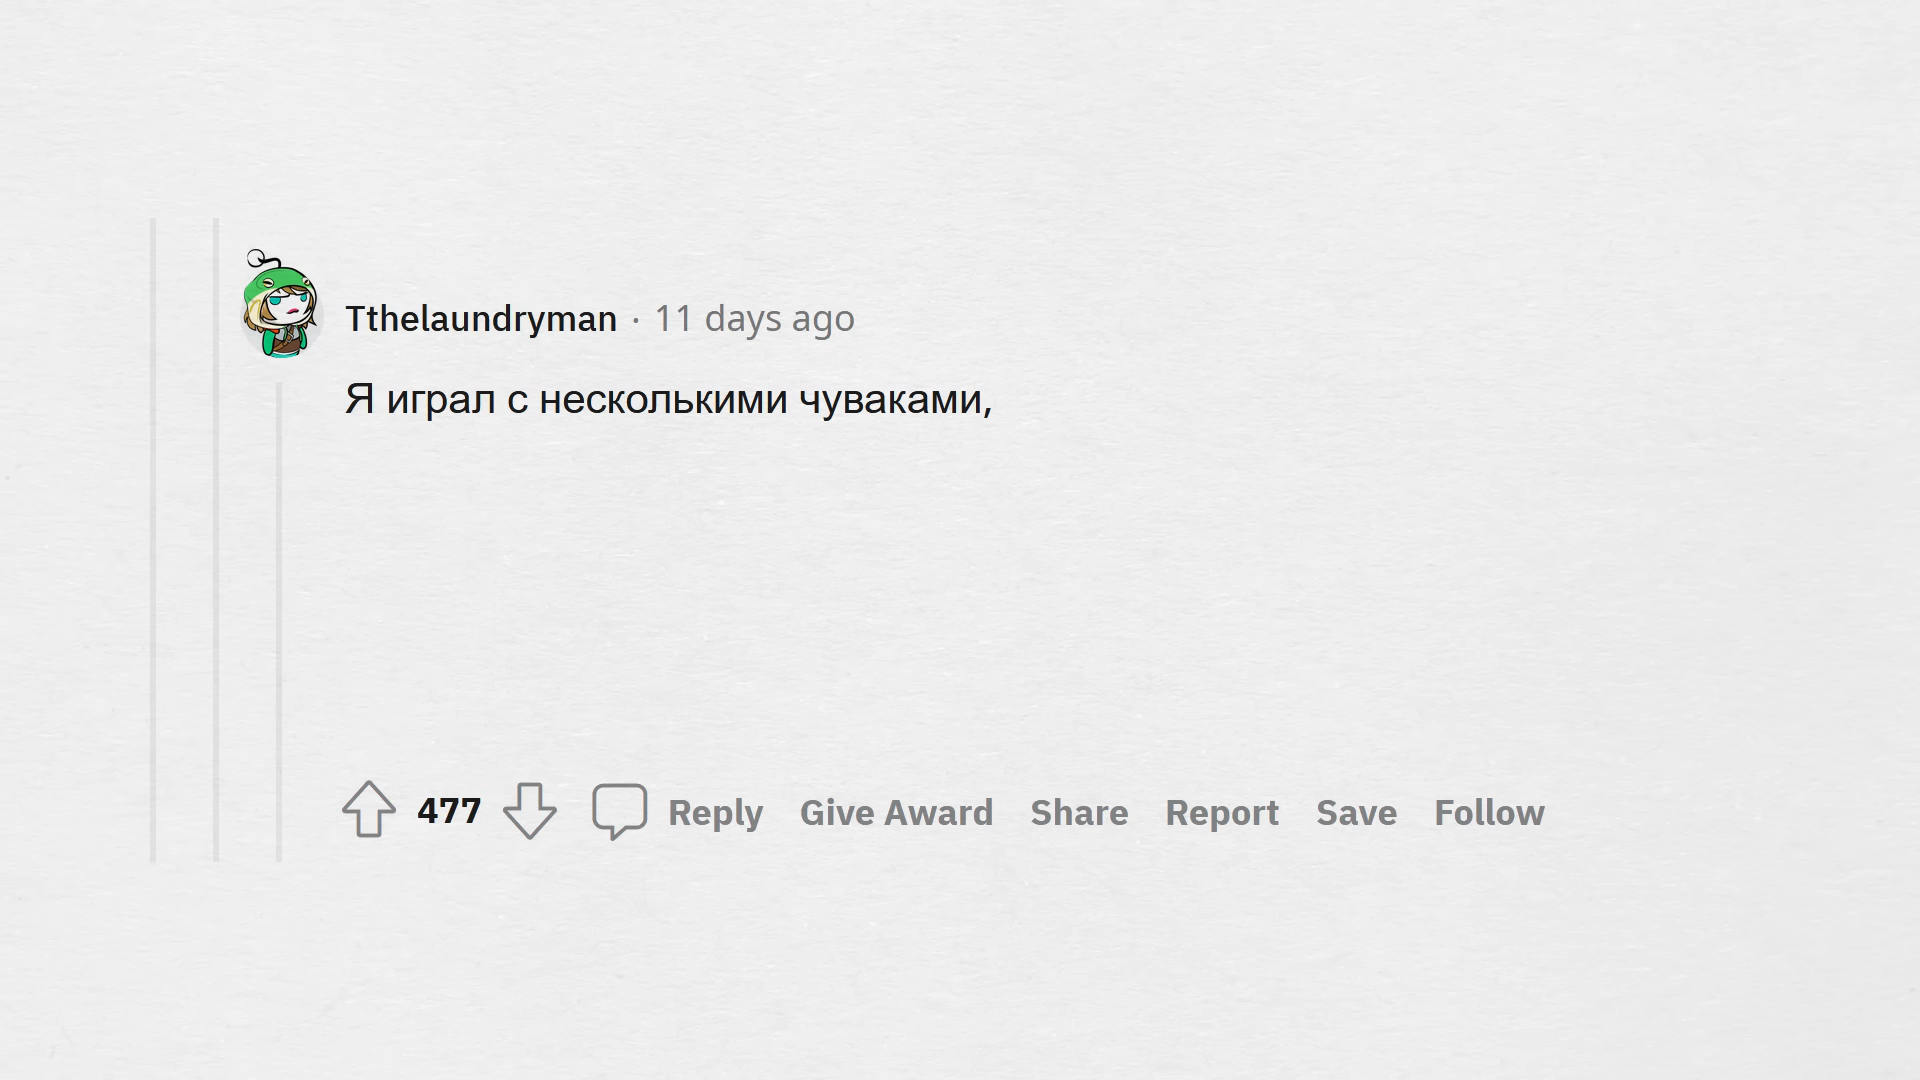 Tthelaundryman · 11 days ago
Я играл с несколькими чуваками,
477 Reply Give Award Share Report Save Follow